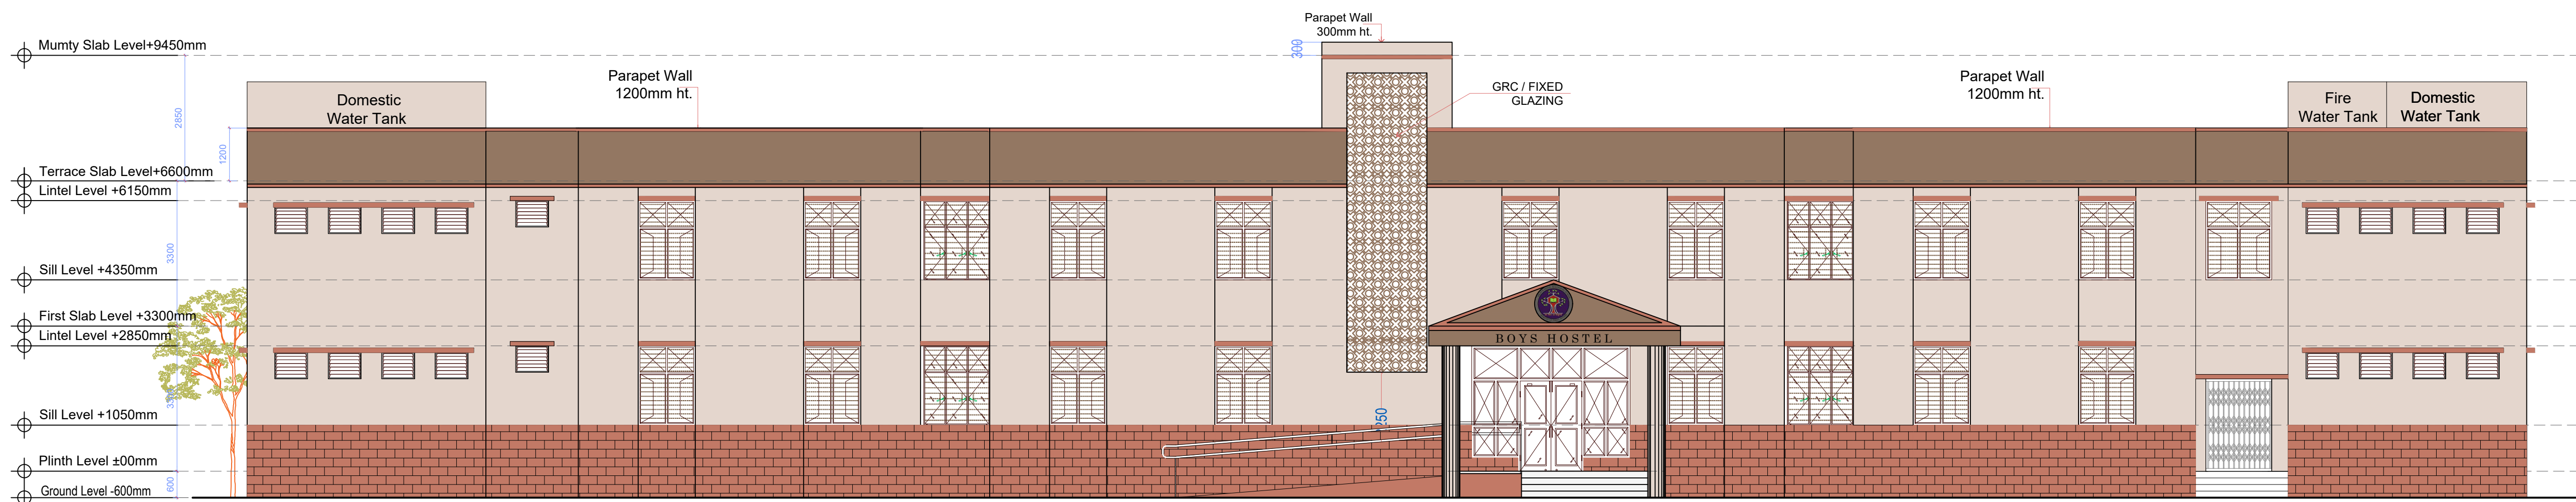 Parapet Wall
300mm ht.
300
Mumty Slab Level+9450mm
Parapet Wall
1200mm ht.
Parapet Wall
1200mm ht.
GRC / FIXED
GLAZING
Domestic
Water Tank
Fire
Water Tank
Domestic
Water Tank
2850
1200
Terrace Slab Level+6600mm
Lintel Level +6150mm
3300
Sill Level +4350mm
First Slab Level +3300mm
Lintel Level +2850mm
BOYS HOSTEL
Sill Level +1050mm
Plinth Level ±00mm
600
Ground Level -600mm